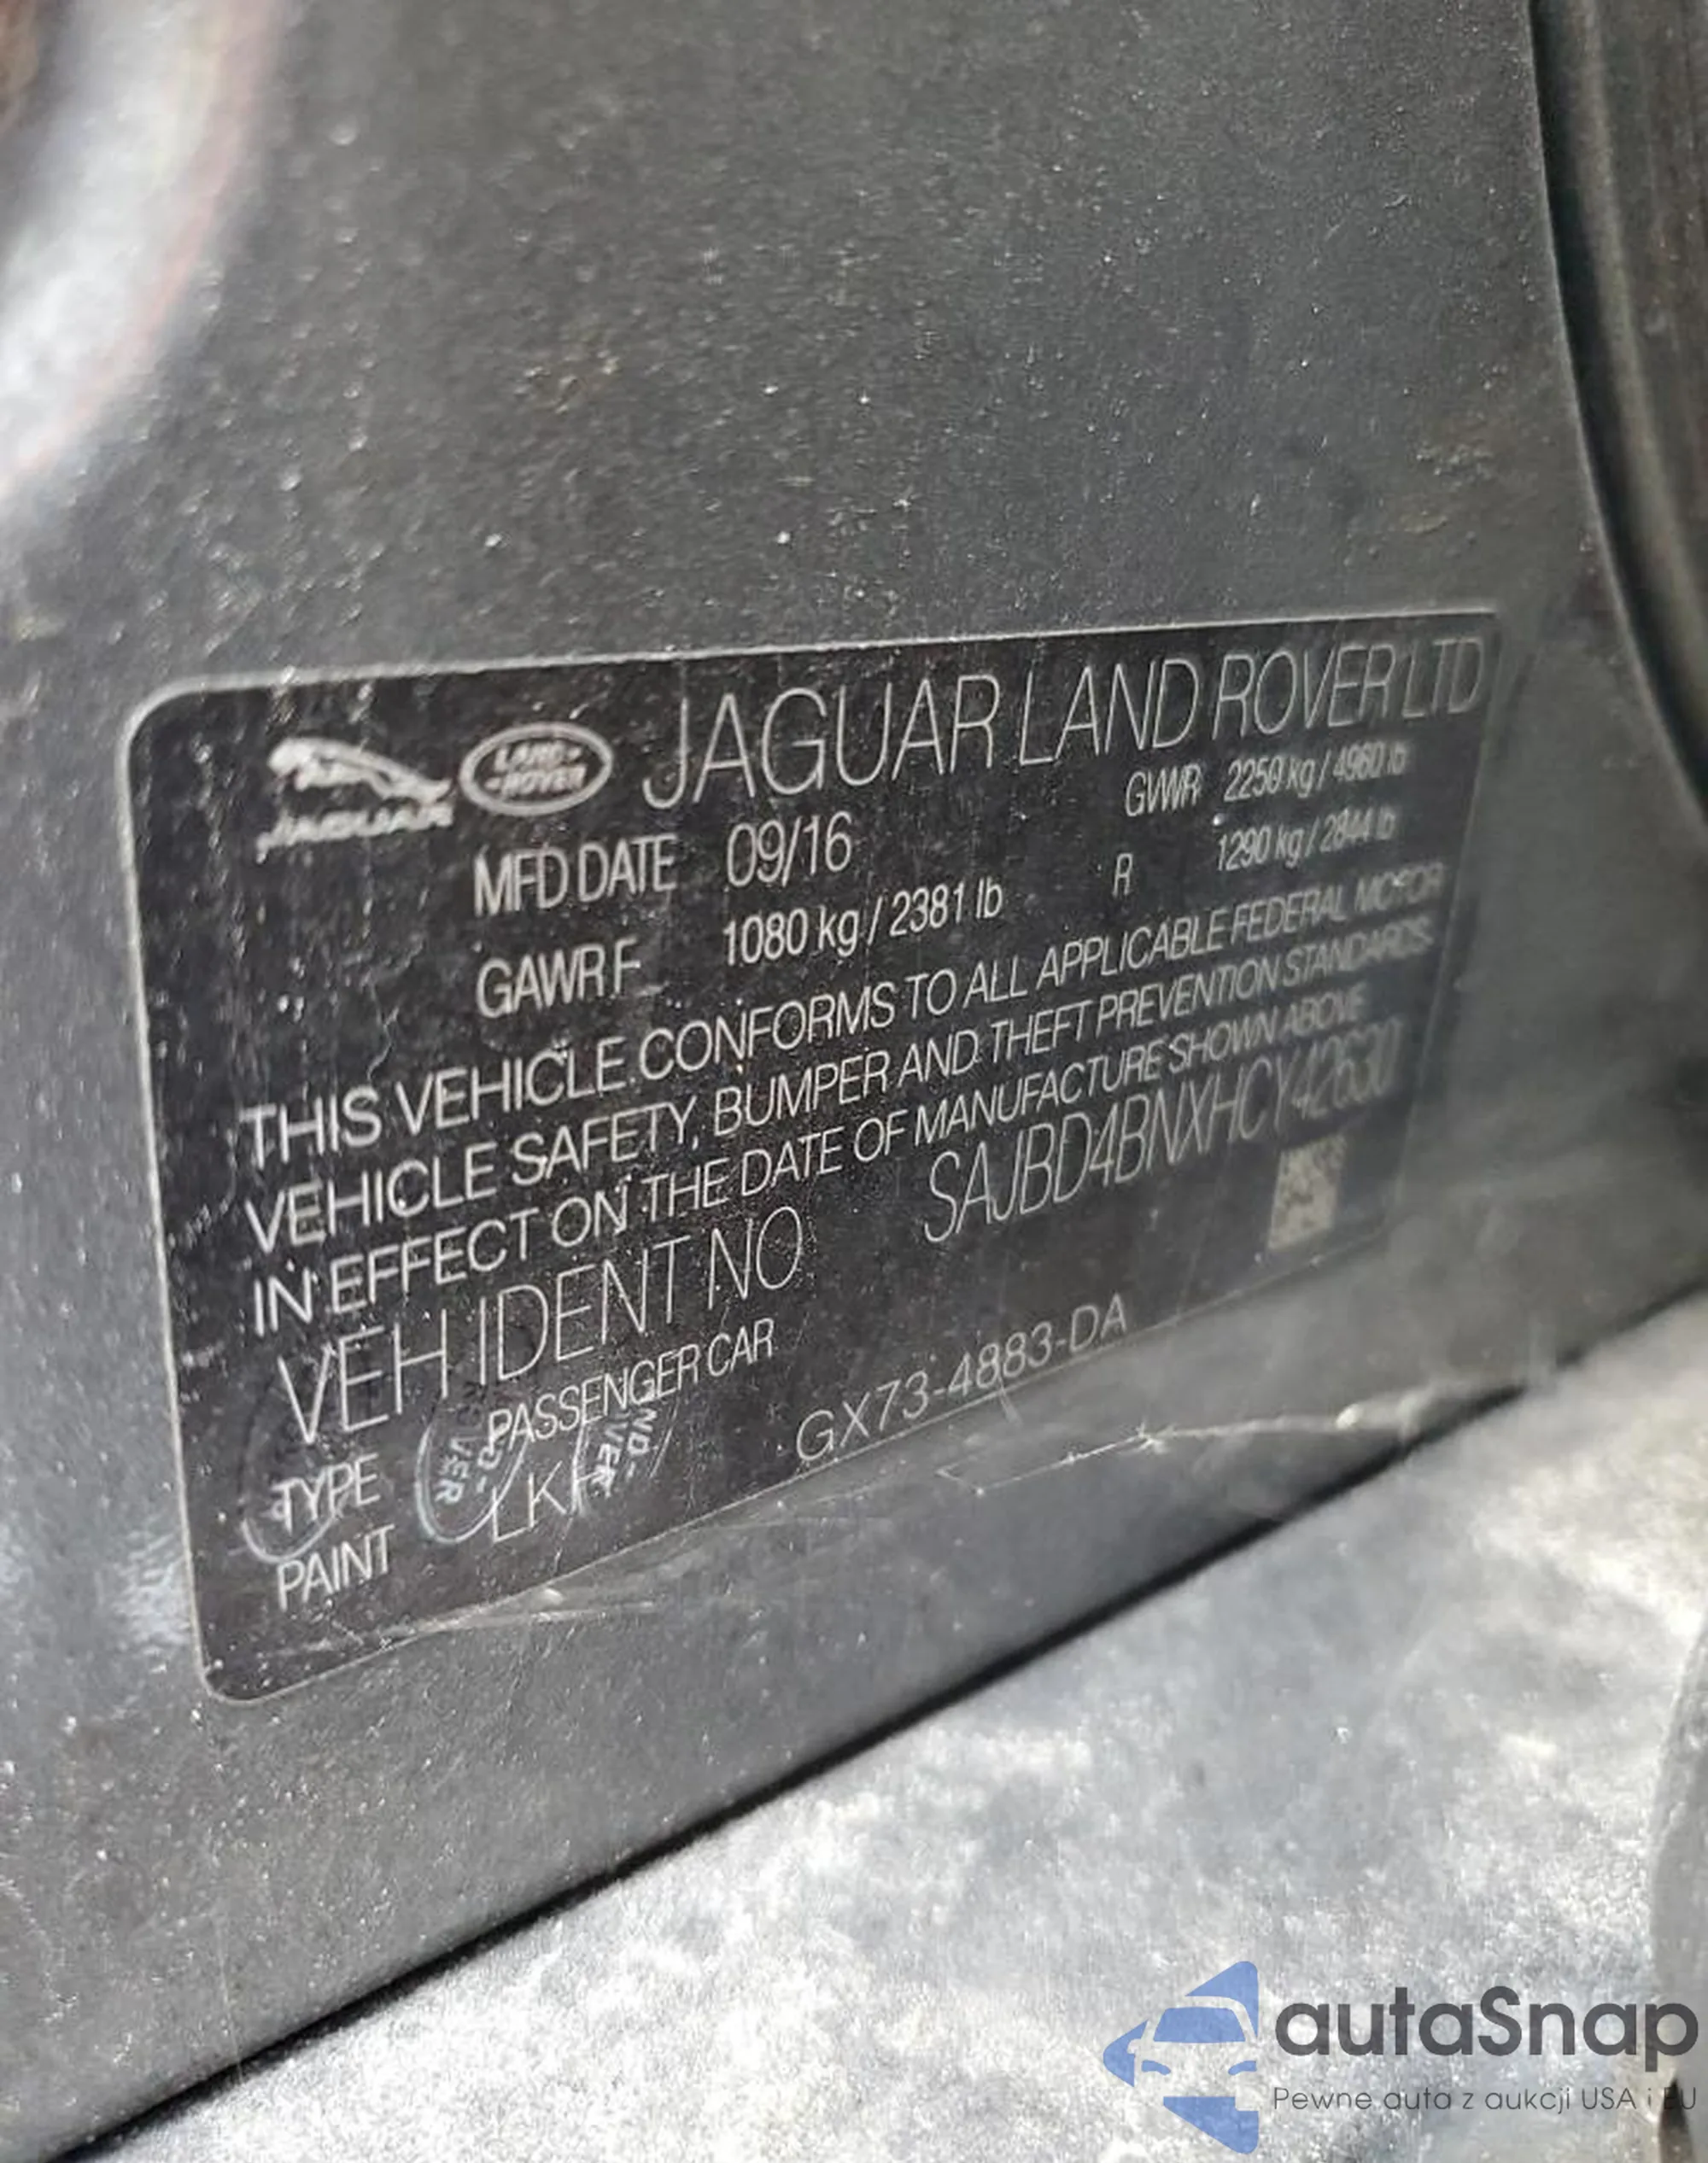 JAGUAR
LAND-
-ROVER
JAGUAR LAND ROVER LTD
MFD DATE 09/16 GVWR 2250 kg / 4960 lb
GAWR F 1080 kg / 2381 lb R 1290 kg / 2844 lb
THIS VEHICLE CONFORMS TO ALL APPLICABLE FEDERAL MOTOR
VEHICLE SAFETY, BUMPER AND THEFT PREVENTION STANDARDS
IN EFFECT ON THE DATE OF MANUFACTURE SHOWN ABOVE
VEH IDENT NO SAJBD4BNXHCY42630
TYPE PASSENGER CAR
PAINT GX73-4883-DA
autaSnap
Pewne auta z aukcji USA i EU